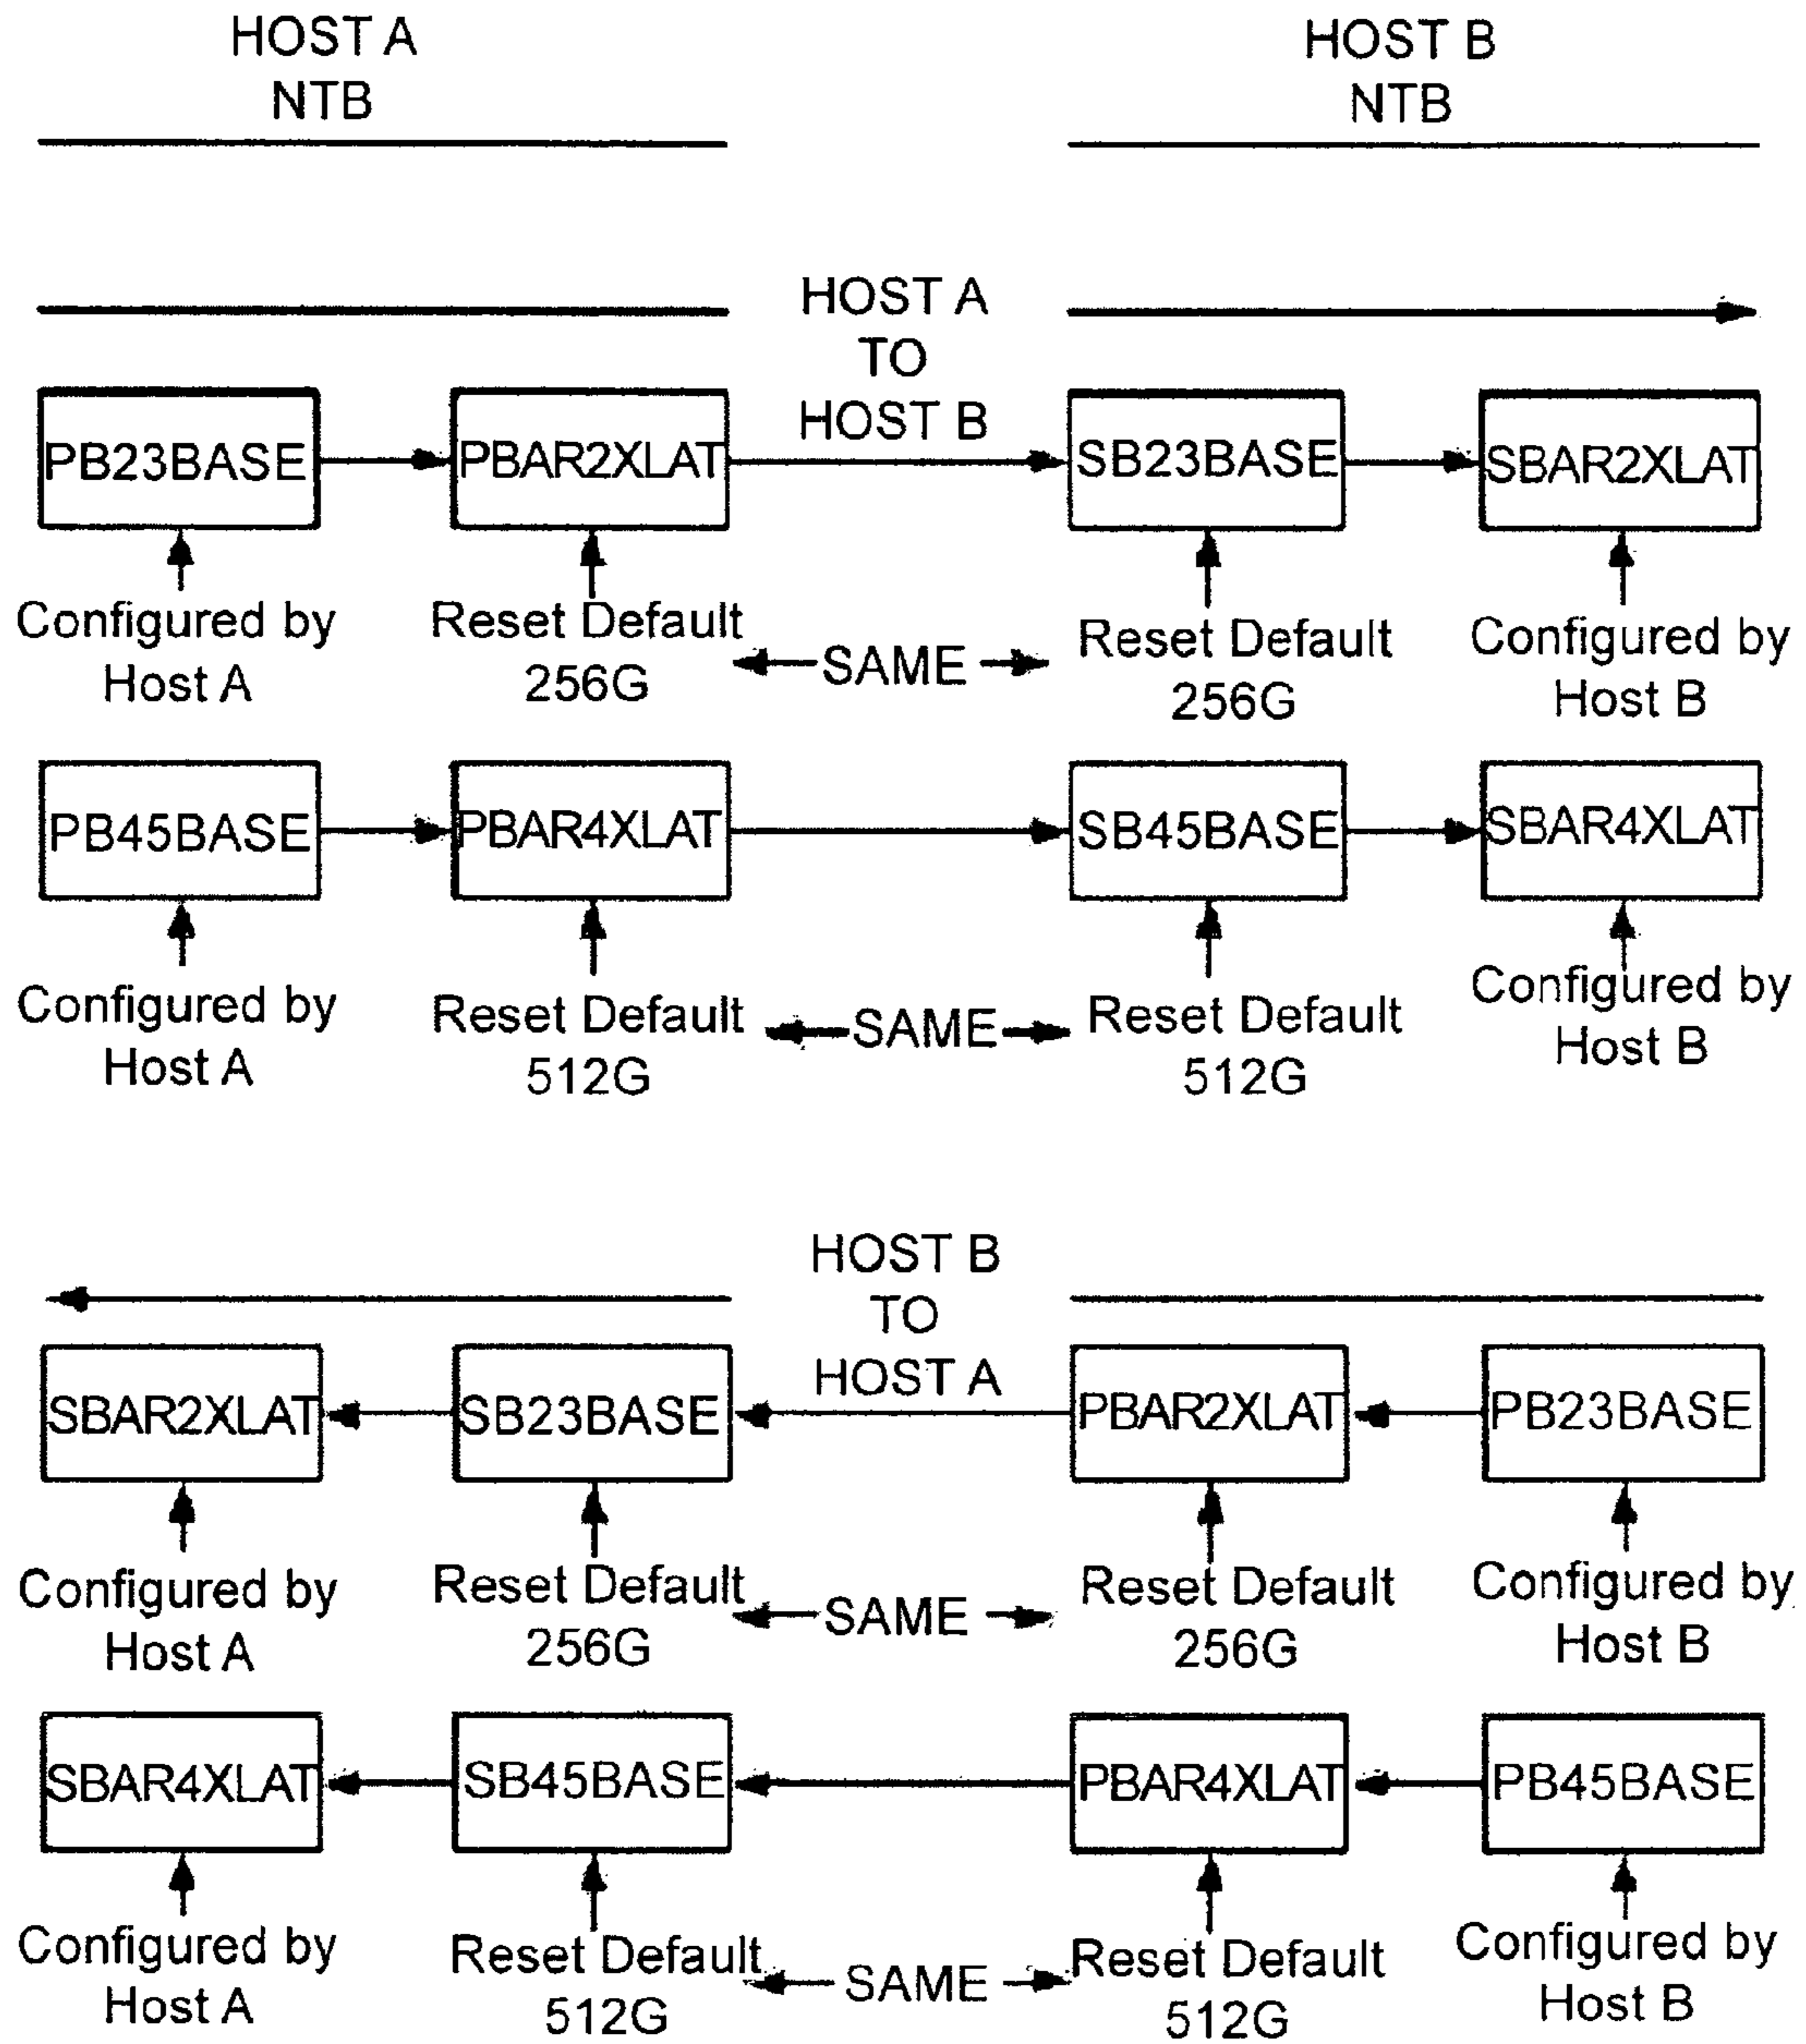 HOST A
NTB
HOST B
NTB
HOST A
TO
HOST B
PB23BASE
PBAR2XLAT
SB23BASE
SBAR2XLAT
Configured by
Host A
Reset Default
256G
SAME
Reset Default
256G
Configured by
Host B
PB45BASE
PBAR4XLAT
SB45BASE
SBAR4XLAT
Configured by
Host A
Reset Default
512G
SAME
Reset Default
512G
Configured by
Host B
HOST B
TO
HOST A
SBAR2XLAT
SB23BASE
PBAR2XLAT
PB23BASE
Configured by
Host A
Reset Default
256G
SAME
Reset Default
256G
Configured by
Host B
SBAR4XLAT
SB45BASE
PBAR4XLAT
PB45BASE
Configured by
Host A
Reset Default
512G
SAME
Reset Default
512G
Configured by
Host B